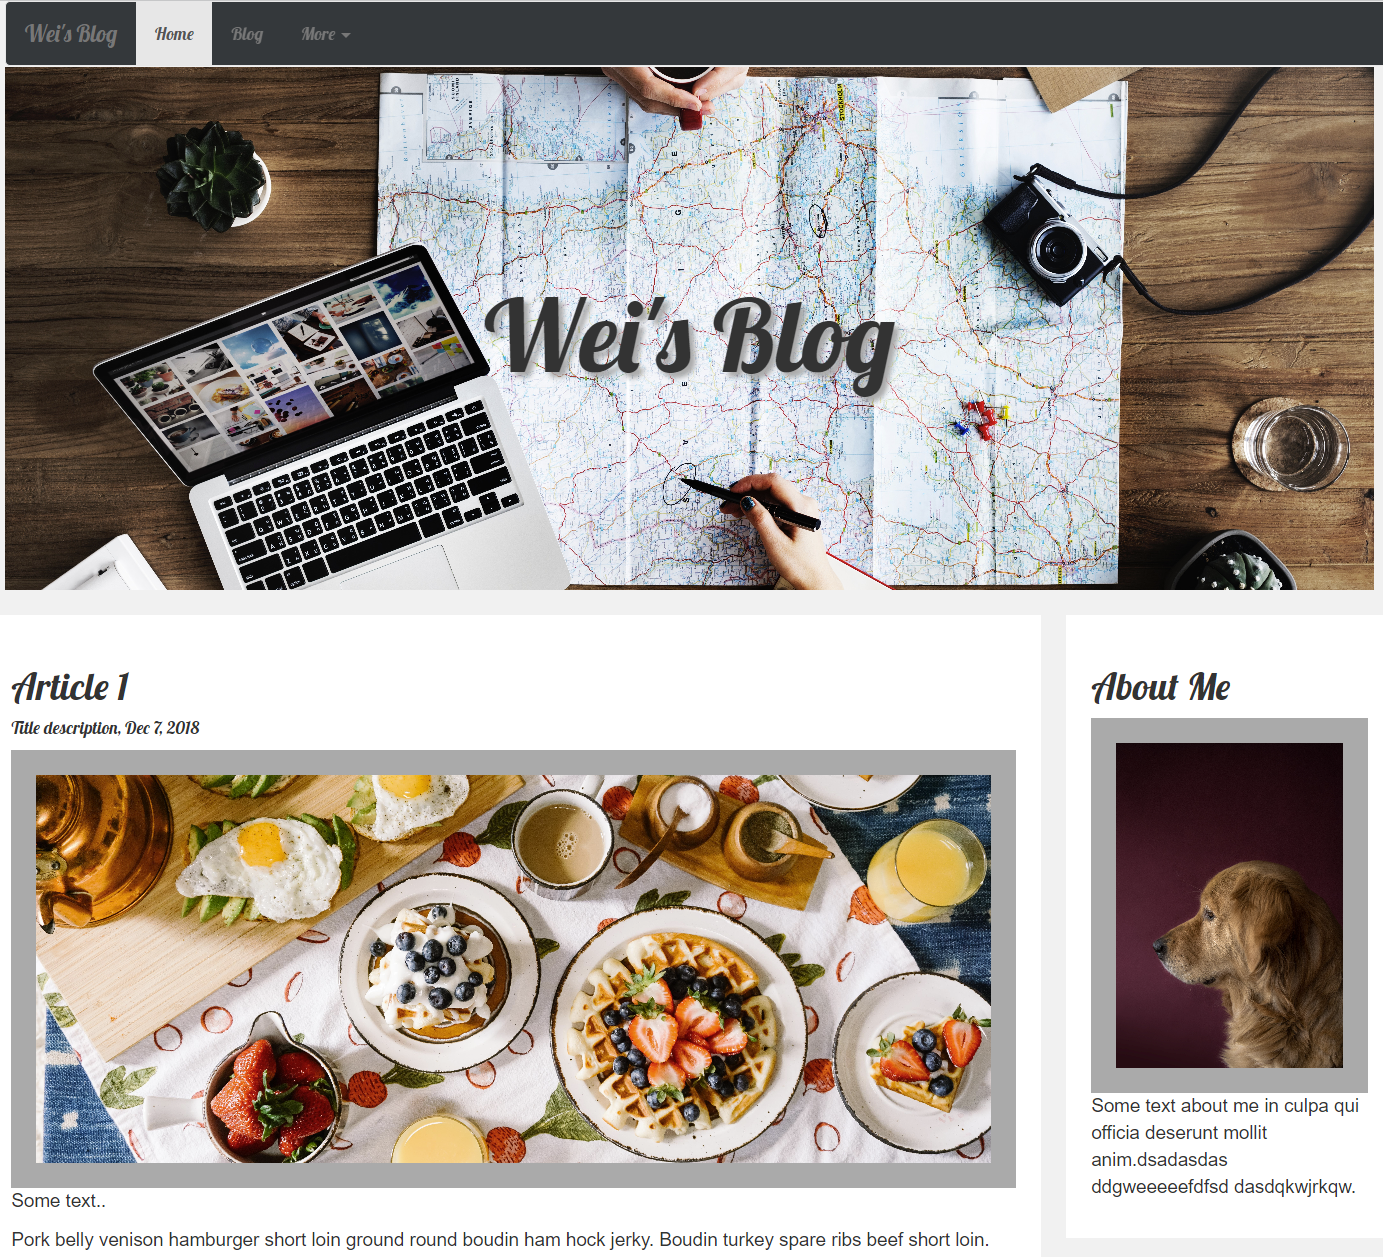 Wei's Blog
Home
Blog
More
STOCKHOLM
Wei's Blog
Article 1
Title description, Dec 7, 2018
Some text..
Pork belly venison hamburger short loin ground round boudin ham hock jerky. Boudin turkey spare ribs beef short loin.
About Me
Some text about me in culpa qui
officia deserunt mollit
anim.dsadasdas
ddgweeeeefdfsd dasdqkwjrkqw.